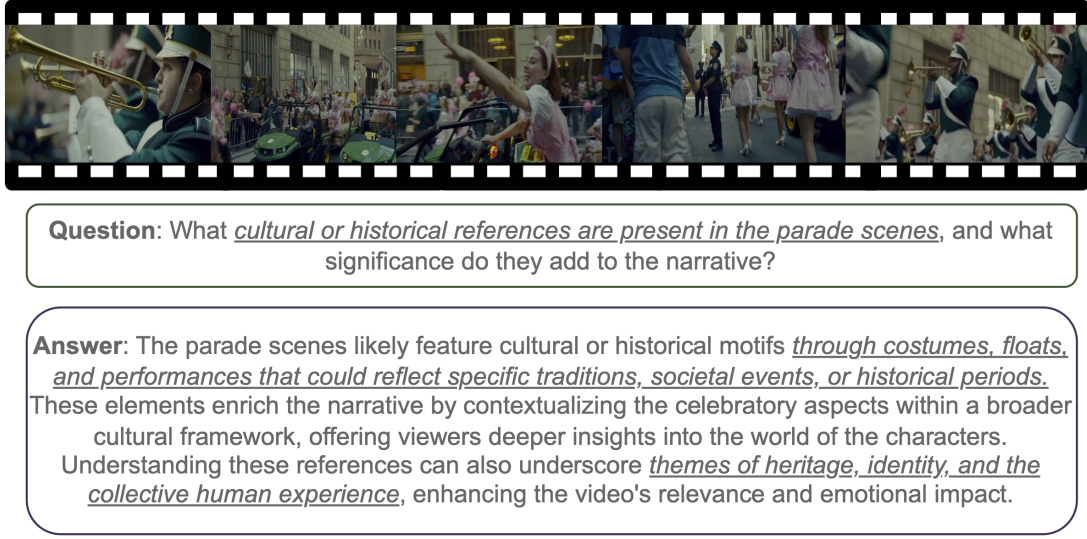 Question: What cultural or historical references are present in the parade scenes, and what
significance do they add to the narrative?
Answer: The parade scenes likely feature cultural or historical motifs through costumes, floats,
and performances that could reflect specific traditions, societal events, or historical periods.
These elements enrich the narrative by contextualizing the celebratory aspects within a broader
cultural framework, offering viewers deeper insights into the world of the characters.
Understanding these references can also underscore themes of heritage, identity, and the
collective human experience, enhancing the video's relevance and emotional impact.